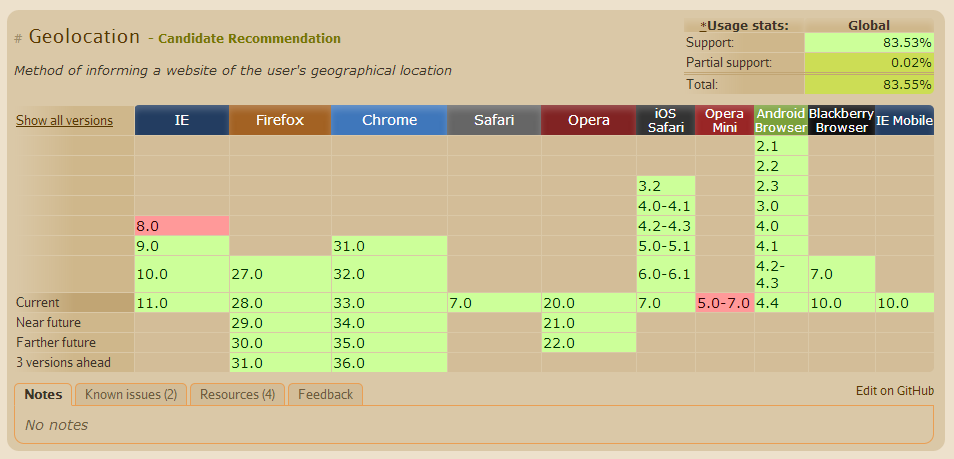 # Geolocation - Candidate Recommendation
*Usage stats: Global
Support: 83.53%
Partial support: 0.02%
Total: 83.55%
Method of informing a website of the user's geographical location
Show all versions IE Firefox Chrome Safari Opera iOS Safari Opera Mini Android Browser Blackberry Browser IE Mobile
2.1
2.2
3.2 2.3
4.0-4.1 3.0
8.0 4.2-4.3 4.0
9.0 31.0 5.0-5.1 4.1
10.0 27.0 32.0 6.0-6.1 4.2-4.3 7.0
Current 11.0 28.0 33.0 7.0 20.0 7.0 5.0-7.0 4.4 10.0 10.0
Near future 29.0 34.0 21.0
Farther future 30.0 35.0 22.0
3 versions ahead 31.0 36.0
Notes Known issues (2) Resources (4) Feedback Edit on GitHub
No notes